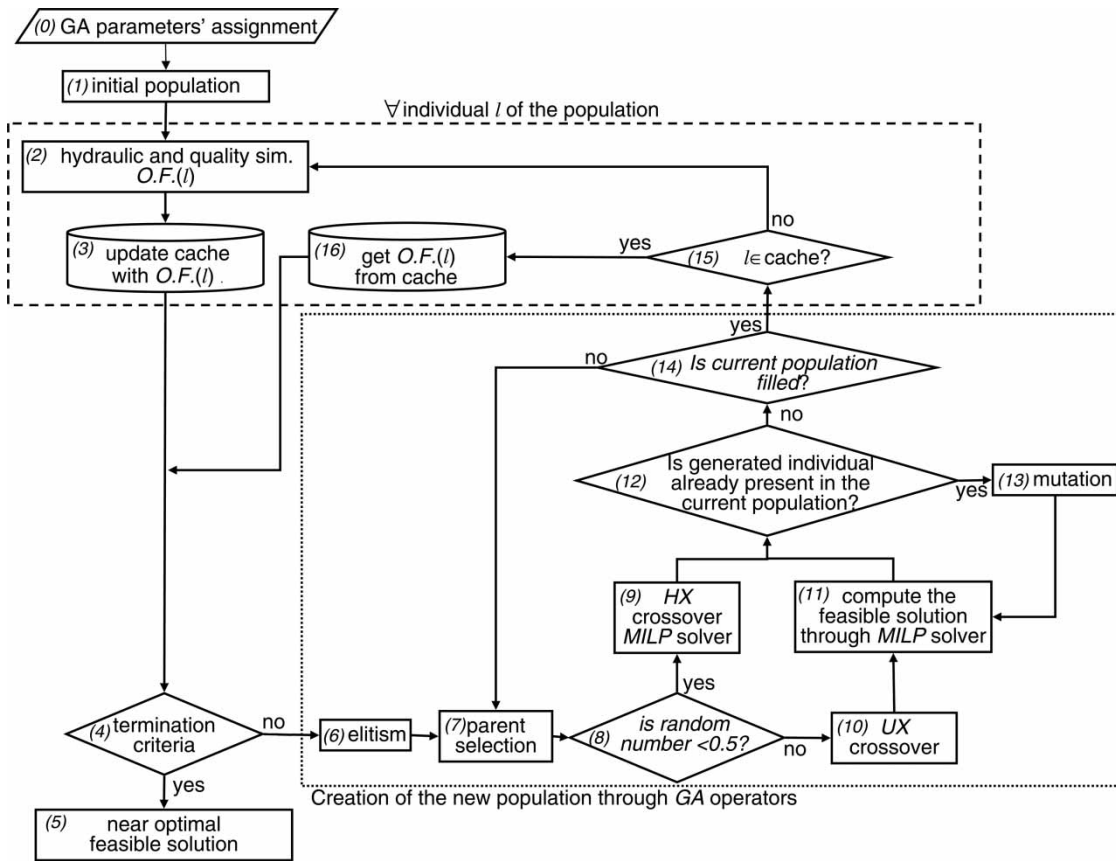 (0) GA parameters' assignment
(1) initial population
∀ individual l of the population
(2) hydraulic and quality sim.
O.F.(l)
no
(3) update cache
with O.F.(l) .
(16) get O.F.(l)
from cache
yes
(15) l∈ cache?
yes
no
(14) Is current population
filled?
no
(12) Is generated individual
already present in the
current population?
yes
(13) mutation
(9) HX
crossover
MILP solver
(11) compute the
feasible solution
through MILP solver
yes
(4) termination
criteria
no
(6) elitism
(7) parent
selection
(8) is random
number <0.5?
no
(10) UX
crossover
yes
Creation of the new population through GA operators
(5) near optimal
feasible solution